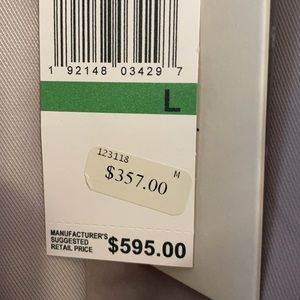 1 92148 03429 7
L
123118 M
$357.00
MANUFACTURER'S
SUGGESTED
RETAIL PRICE $595.00